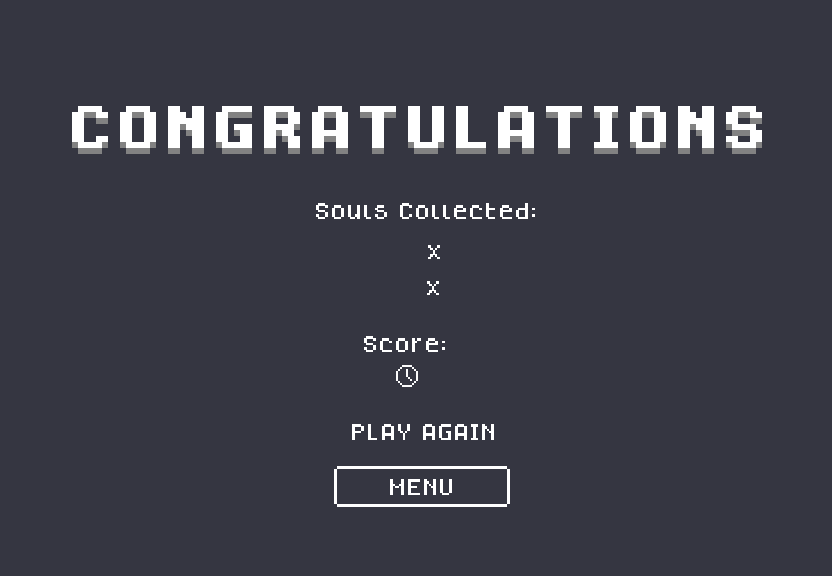 CONGRATULATIONS
Souls Collected:
x
x
Score:
PLAY AGAIN
MENU